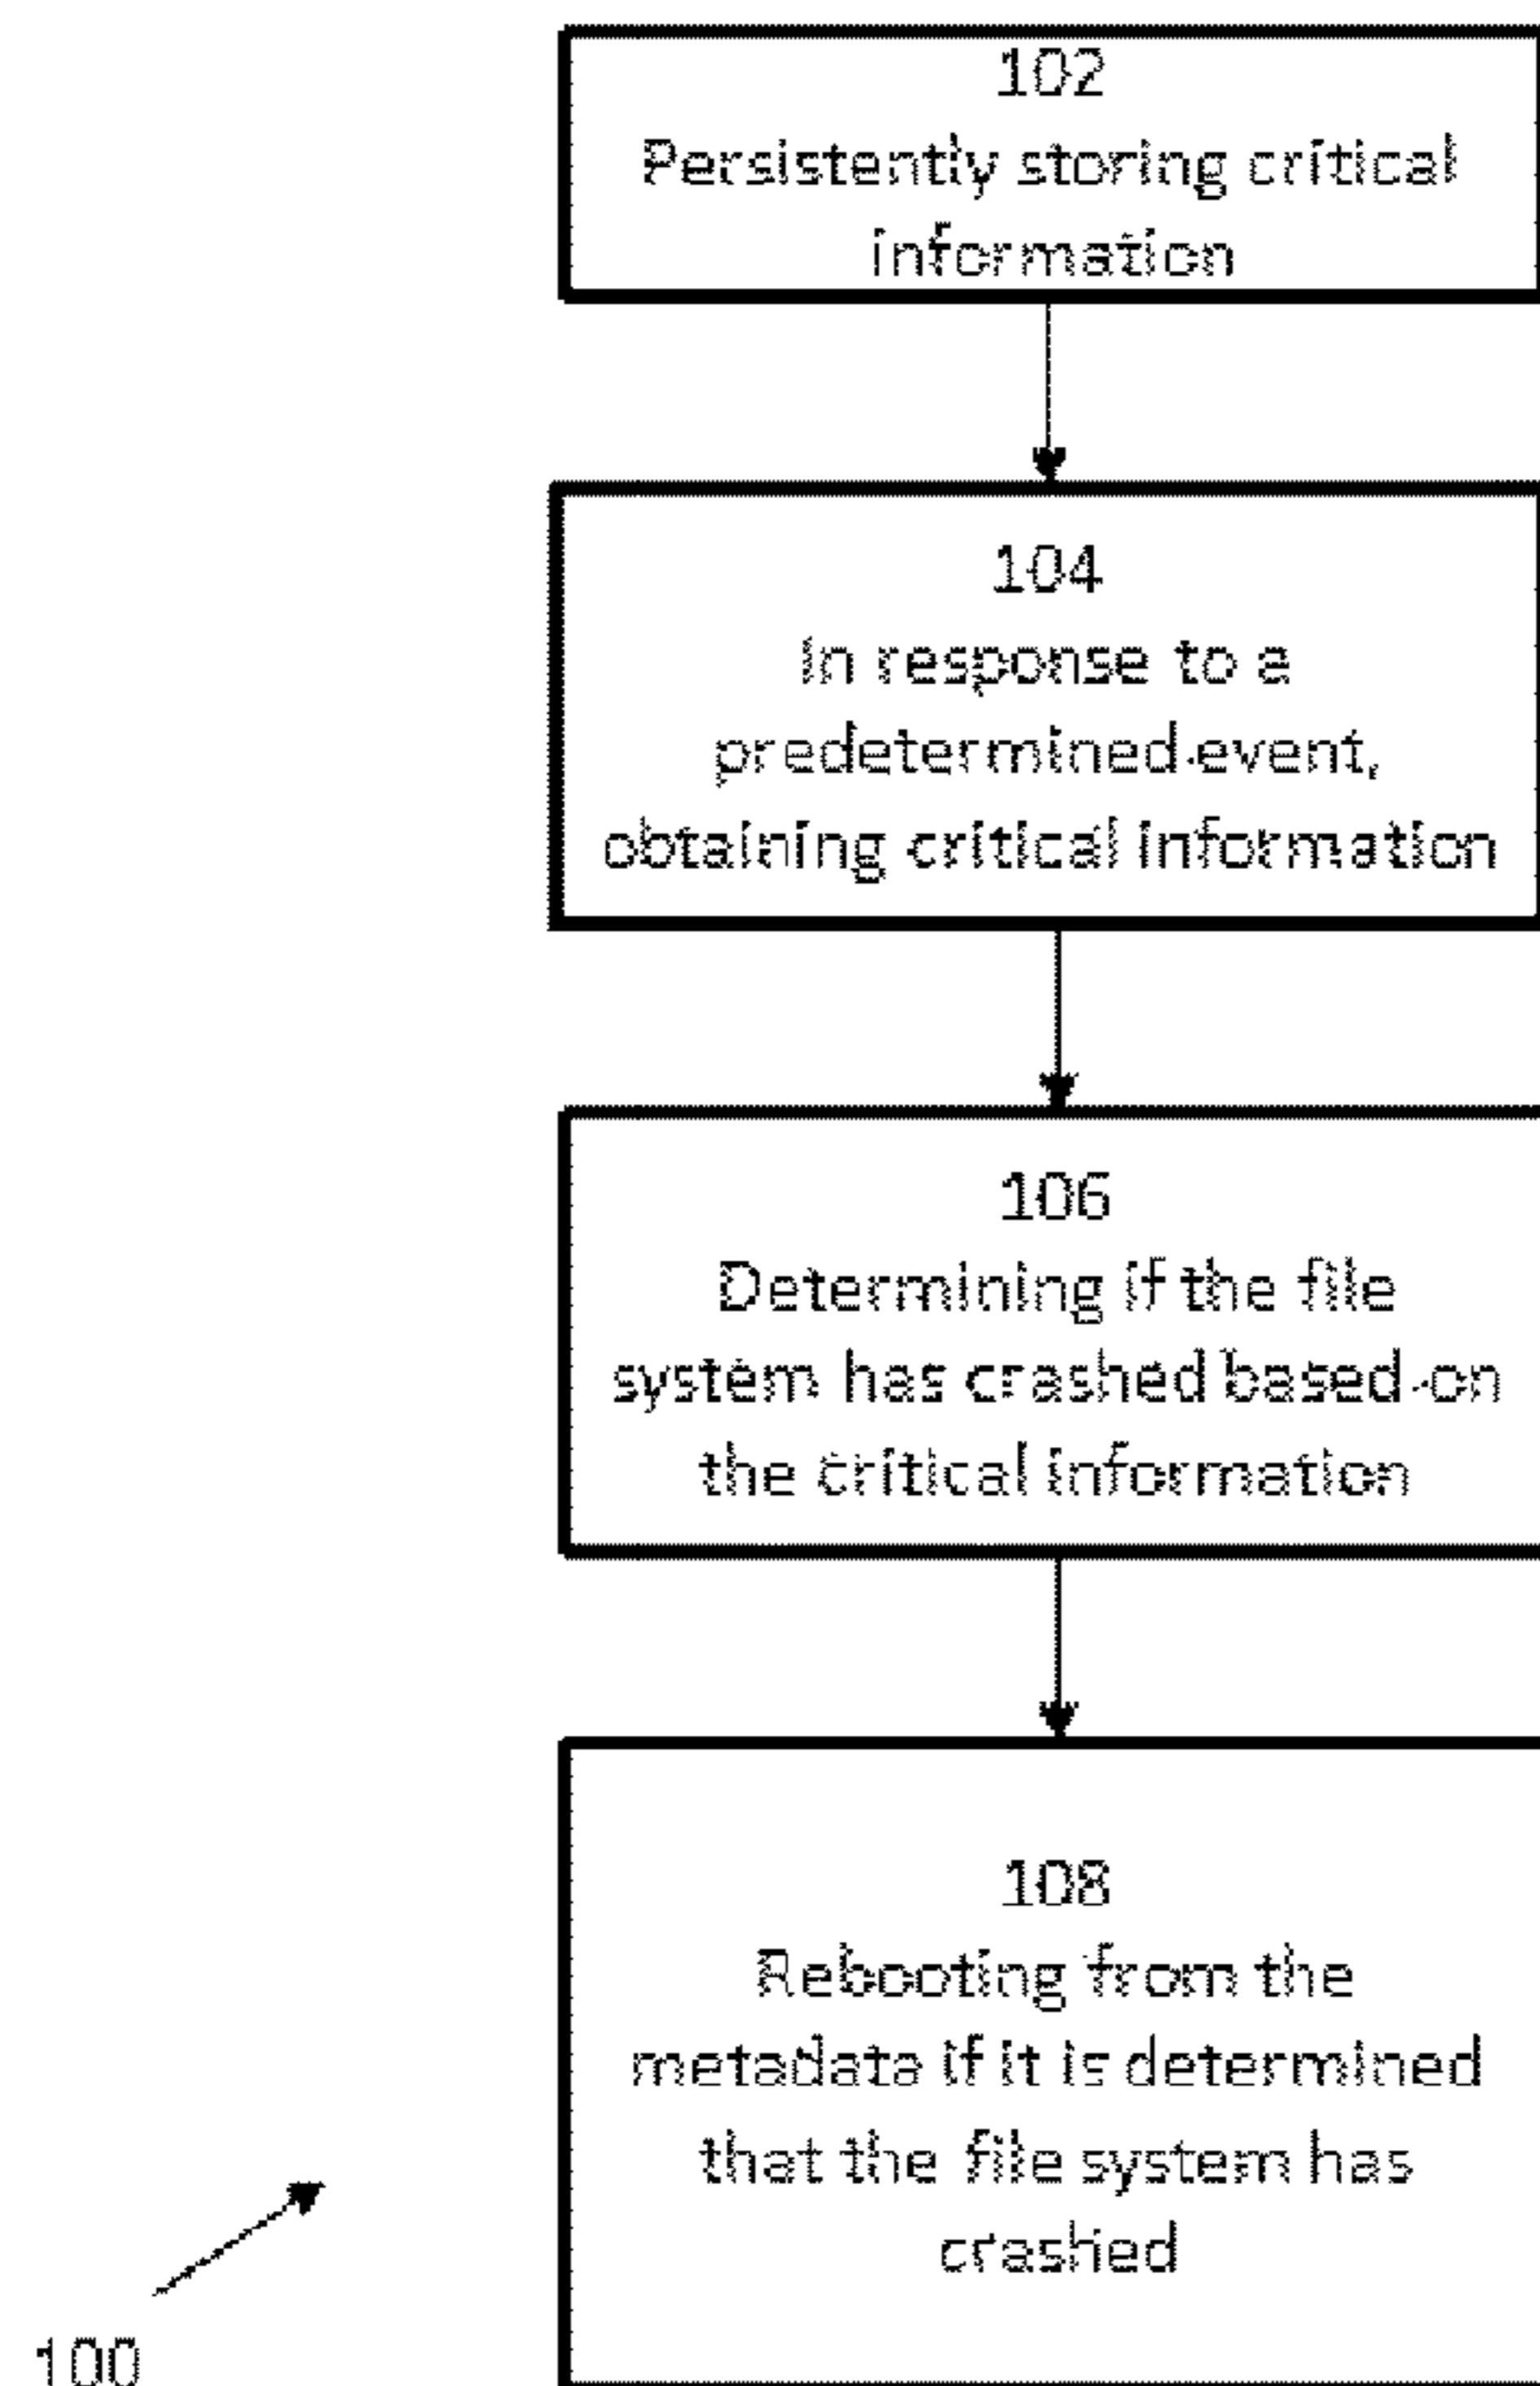 102
Persistently storing critical
information
104
In response to a
predetermined event,
obtaining critical information
106
Determining if the file
system has crashed based on
the critical information
108
Rebooting from the
metadata if it is determined
that the file system has
crashed
100